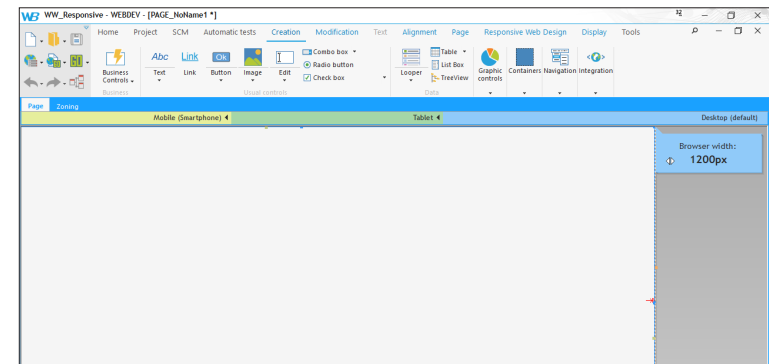 WB WW_Responsive - WEBDEV - [PAGE_NoName1 *]
Home Project SCM Automatic tests Creation Modification Text Alignment Page Responsive Web Design Display Tools
Abc Link Ok
Combo box
Radio button
Check box
Table
List Box
TreeView
Business Controls
Text Link Button Image Edit
Looper
Graphic controls
Containers Navigation Integration
Business Usual controls Data
Page Zoning
Mobile (Smartphone) Tablet Desktop (default)
Browser width:
1200px